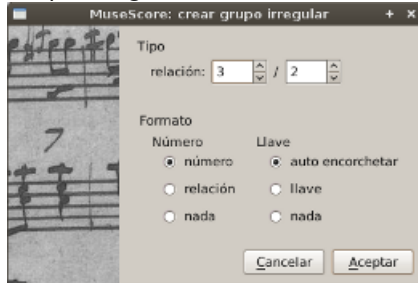 MuseScore: crear grupo irregular
Tipo
relación: 3 / 2
Formato
Número Llave
número auto encorchetar
relación llave
nada nada
Cancelar Aceptar
7